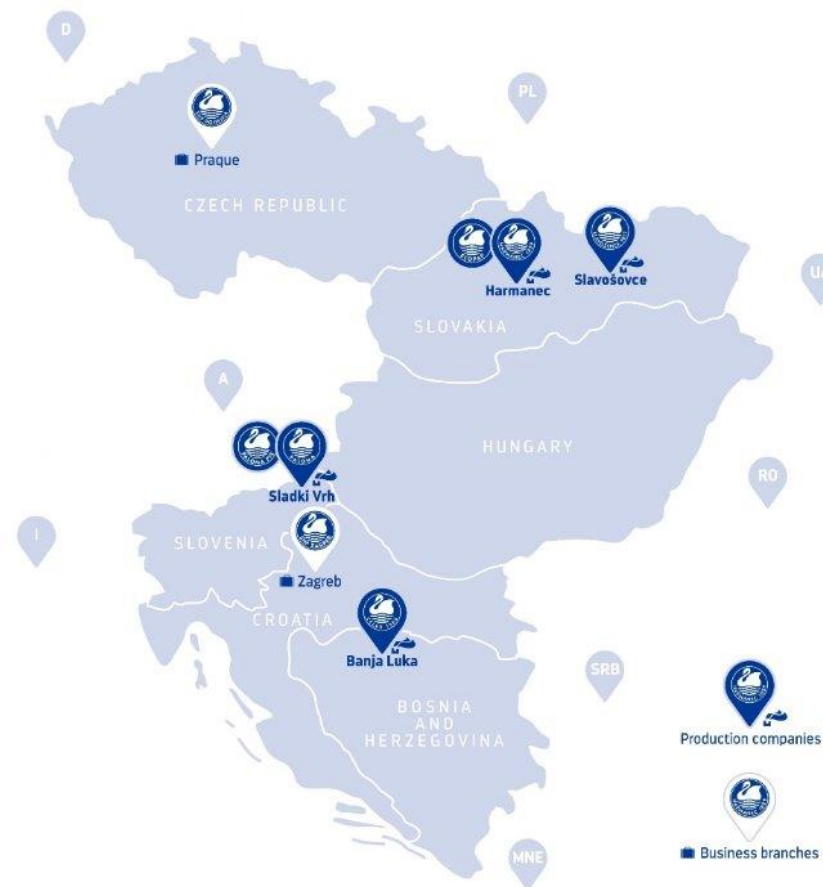 D
PL
Praque
CZECH REPUBLIC
Harmanec
Slavošovce
UA
SLOVAKIA
A
HUNGARY
PALOMA
Sladki Vrh
RO
I
SLOVENIA
Zagreb
CROATIA
Banja Luka
SRB
BOSNIA
AND
HERZEGOVINA
Production companies
MNE
Business branches